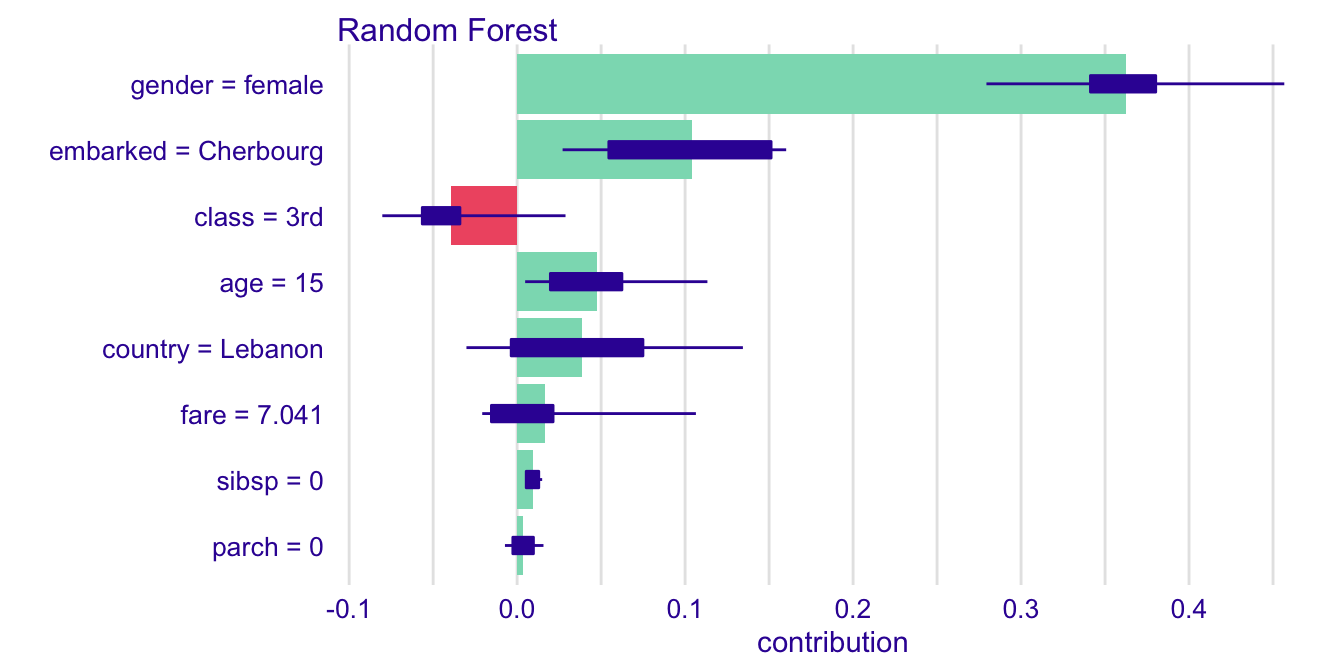 Random Forest
gender = female
embarked = Cherbourg
class = 3rd
age = 15
country = Lebanon
fare = 7.041
sibsp = 0
parch = 0
-0.1 0.0 0.1 0.2 0.3 0.4
contribution